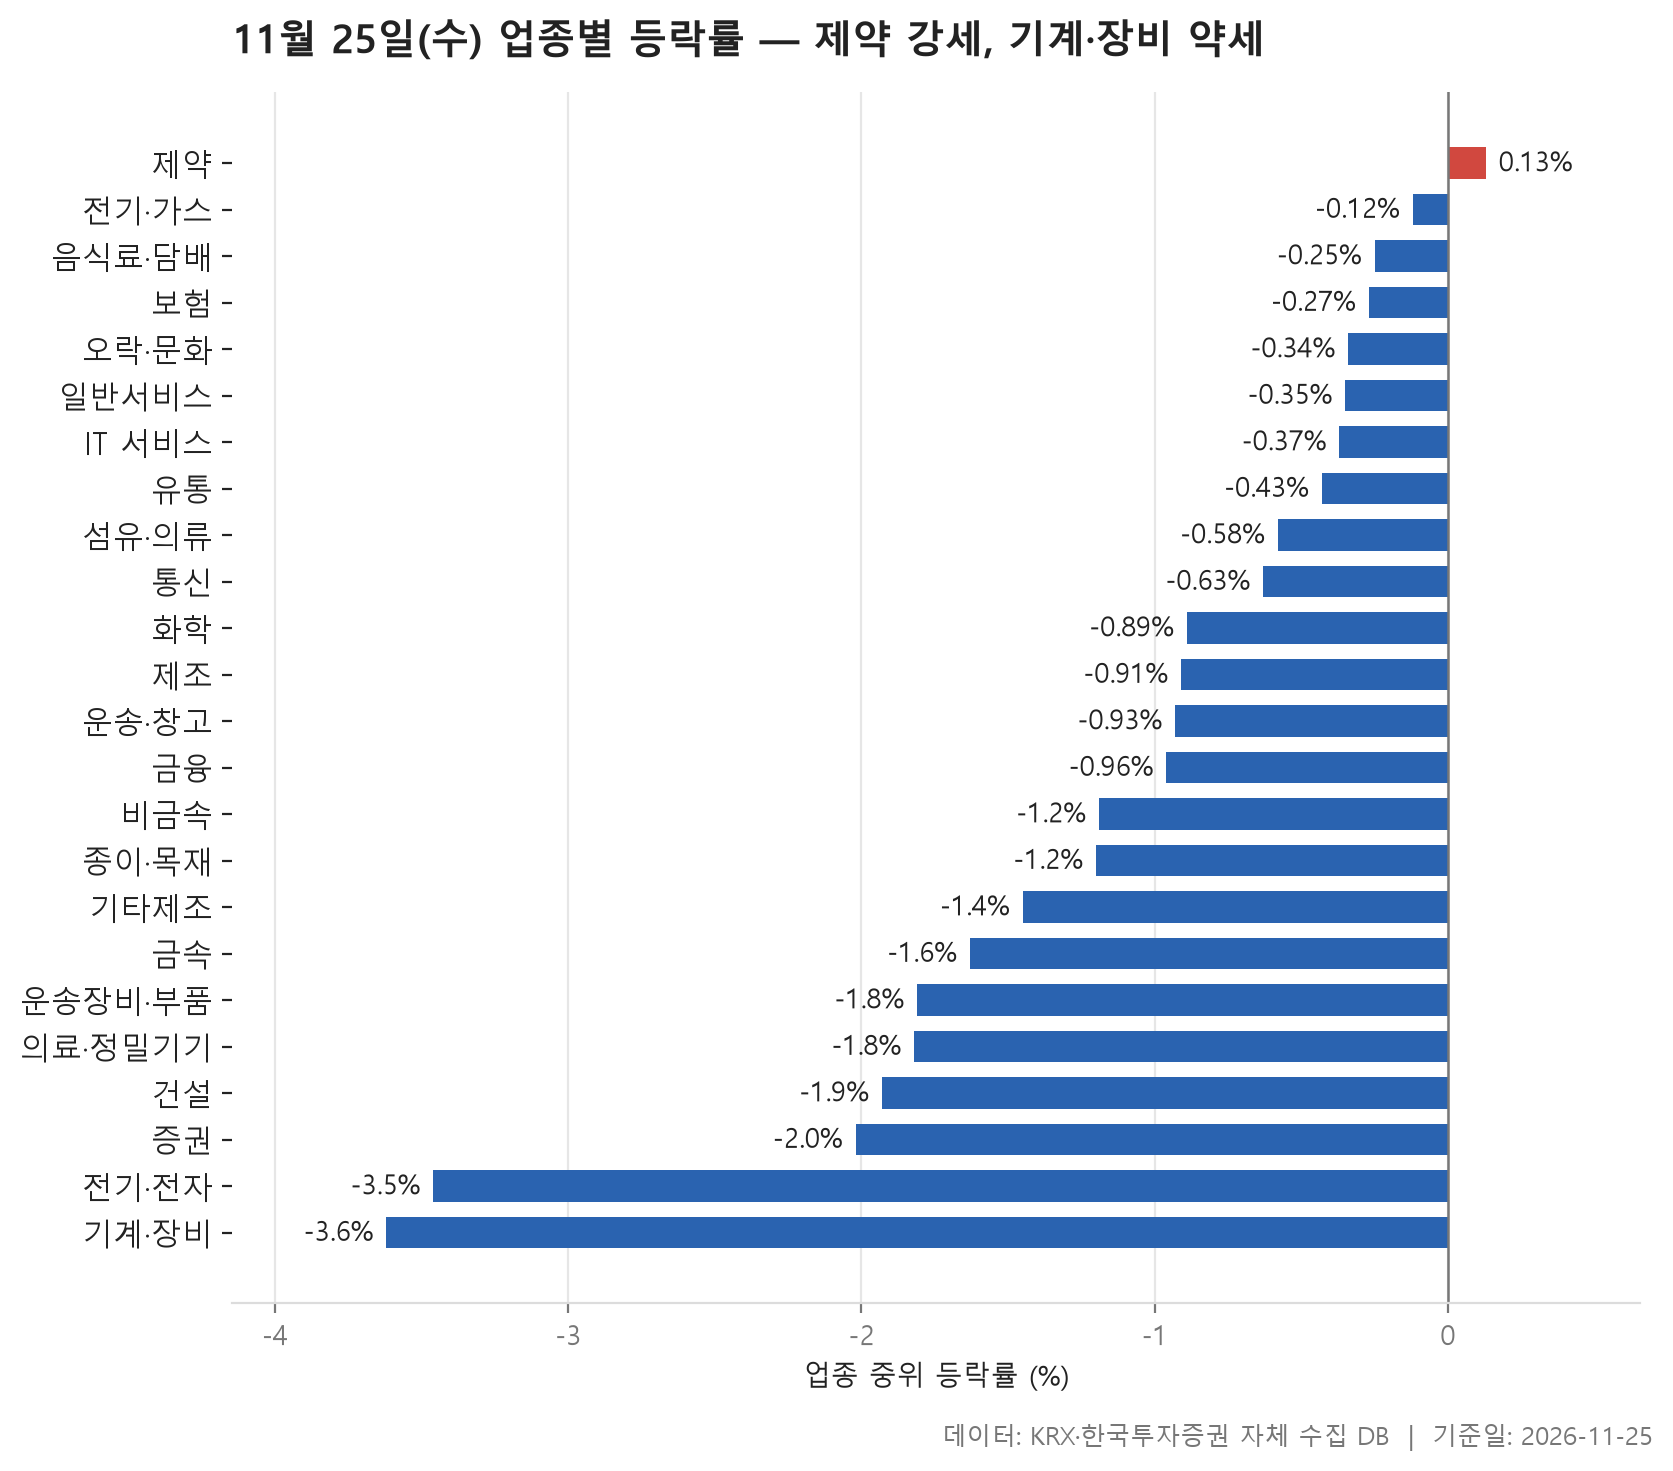 11월 25일(수) 업종별 등락률 — 제약 강세, 기계·장비 약세
제약 0.13%
전기·가스 -0.12%
음식료·담배 -0.25%
보험 -0.27%
오락·문화 -0.34%
일반서비스 -0.35%
IT 서비스 -0.37%
유통 -0.43%
섬유·의류 -0.58%
통신 -0.63%
화학 -0.89%
제조 -0.91%
운송·창고 -0.93%
금융 -0.96%
비금속 -1.2%
종이·목재 -1.2%
기타제조 -1.4%
금속 -1.6%
운송장비·부품 -1.8%
의료·정밀기기 -1.8%
건설 -1.9%
증권 -2.0%
전기·전자 -3.5%
기계·장비 -3.6%
-4 -3 -2 -1 0
업종 중위 등락률 (%)
데이터: KRX·한국투자증권 자체 수집 DB | 기준일: 2026-11-25